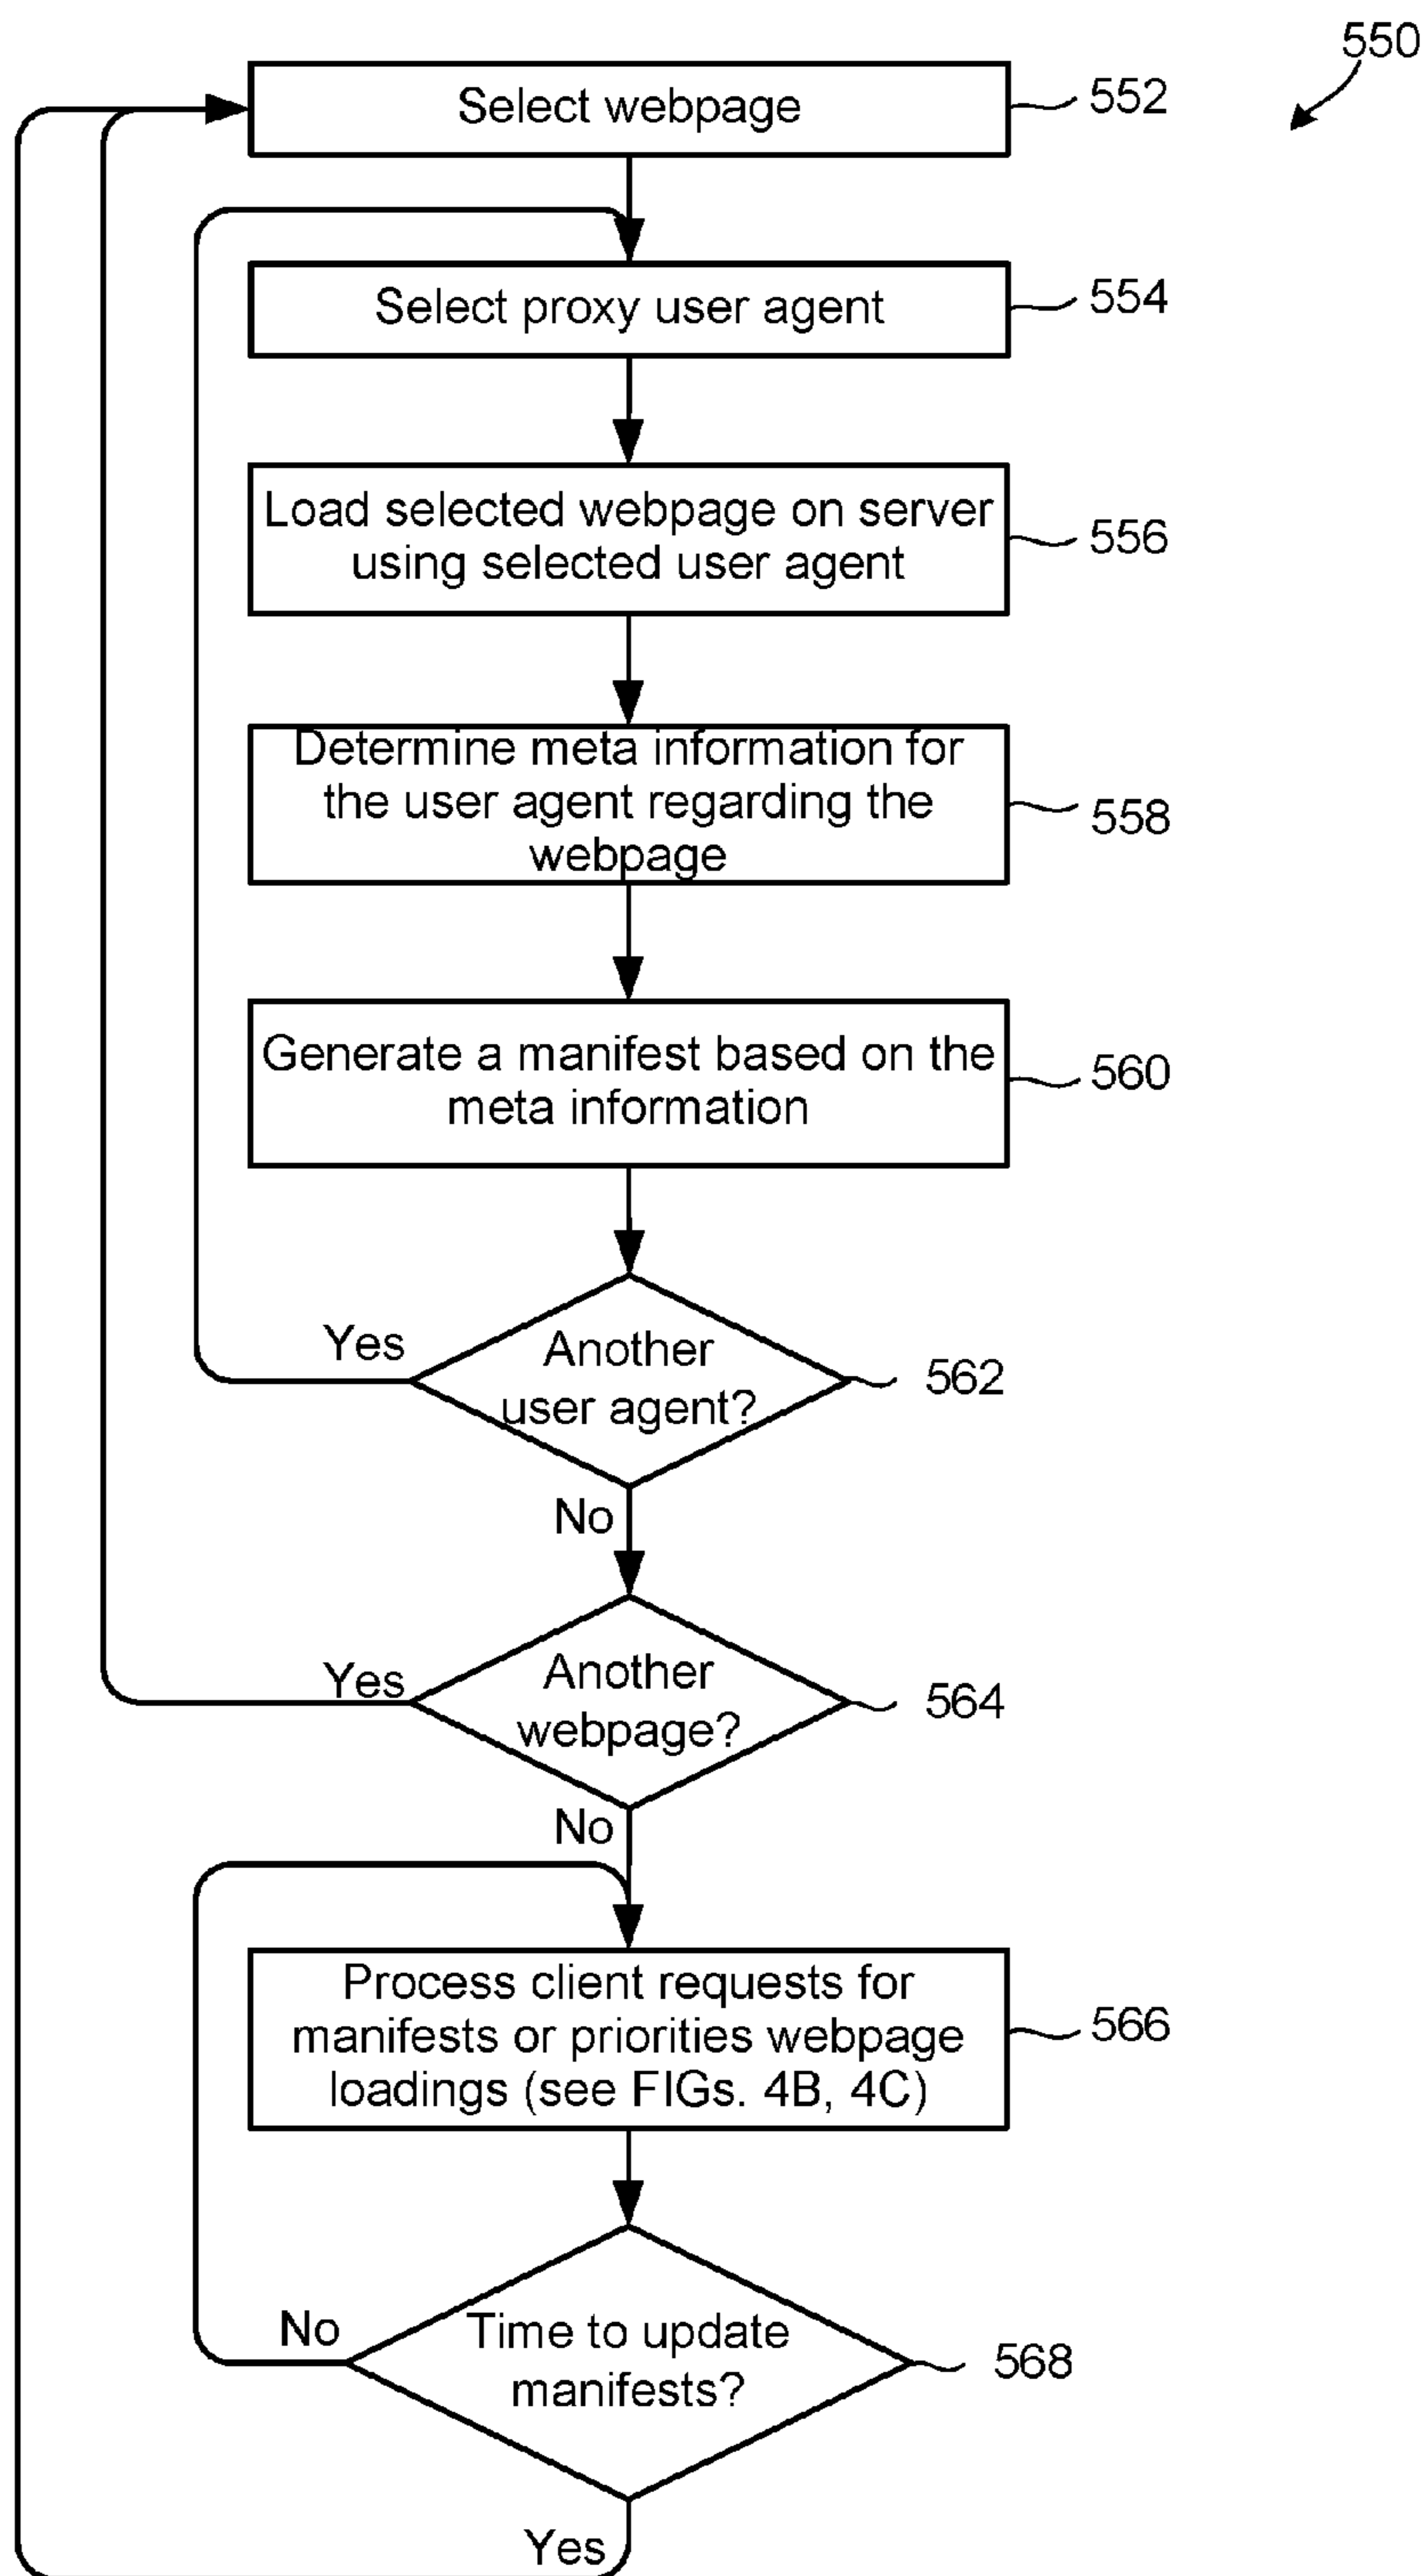 550
Select webpage
552
Select proxy user agent
554
Load selected webpage on server
using selected user agent
556
Determine meta information for
the user agent regarding the
webpage
558
Generate a manifest based on the
meta information
560
Yes
Another
user agent?
562
No
Yes
Another
webpage?
564
No
Process client requests for
manifests or priorities webpage
loadings (see FIGs. 4B, 4C)
566
No
Time to update
manifests?
568
Yes